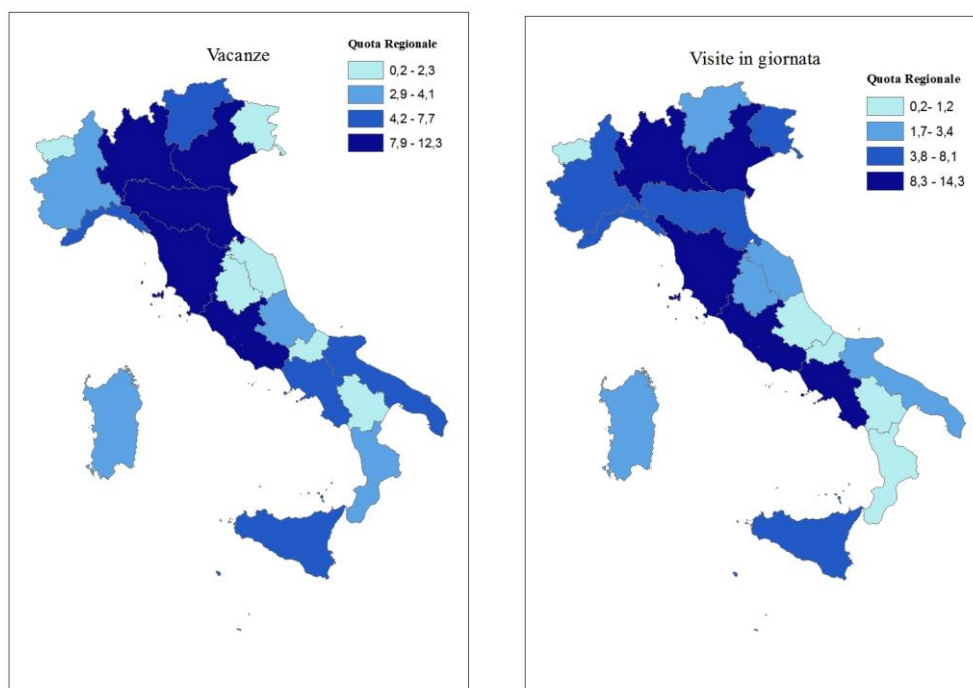 Vacanze
Quota Regionale
0,2 - 2,3
2,9 - 4,1
4,2 - 7,7
7,9 - 12,3
Visite in giornata
Quota Regionale
0,2- 1,2
1,7- 3,4
3,8 - 8,1
8,3 - 14,3